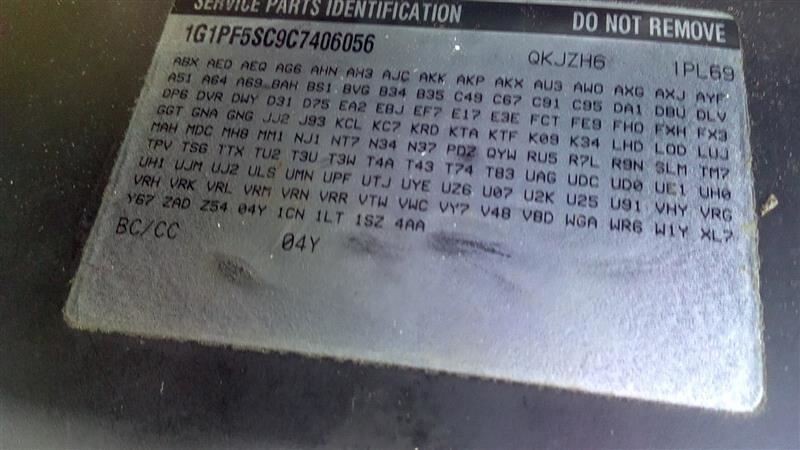 SERVICE PARTS IDENTIFICATION DO NOT REMOVE
1G1PF5SC9C7406056 QKJZH6 1PL69
ABX AED AEQ AG6 AHN AH3 AJC AKK AKP AKX AU3 AWO AXG AXJ AYF
A51 A64 A69 BAH BS1 BVG B34 B35 C49 C67 C91 C95 DA1 DBU DLV
DP6 DVR DWY D31 D75 EA2 EBJ EF7 E17 E3E FCT FE9 FHO FXH FX3
GGT GNA GNG JJ2 J93 KCL KC7 KRD KTA KTF K09 K34 LHD LOD LUJ
MAH MDC MH8 MM1 NJ1 NT7 N34 N37 PDZ QYW RU5 R7L R9N SLM TM7
TPV TSG TTX TU2 T3U T3W T4A T43 T74 T83 UAG UDC UD0 UE1 UH0
UH1 UJM UJ2 ULS UMN UPF UTJ UYE UZ6 U07 U2K U25 U91 VHY VRG
VRH VRK VRL VRM VRN VRR VTW VWC VY7 V48 V8D WGA WR6 W1Y XL7
Y67 ZAD Z54 04Y 1CN 1LT 1SZ 4AA
BC/CC 04Y